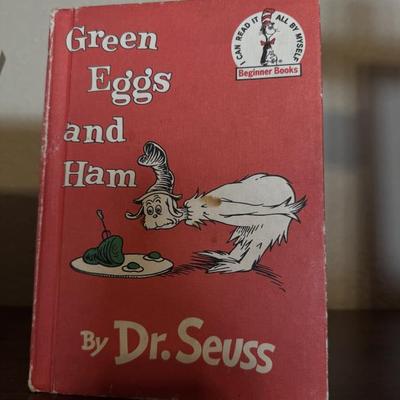 Green
Eggs
and
Ham
I CAN READ IT ALL BY MYSELF
Beginner Books
By Dr. Seuss